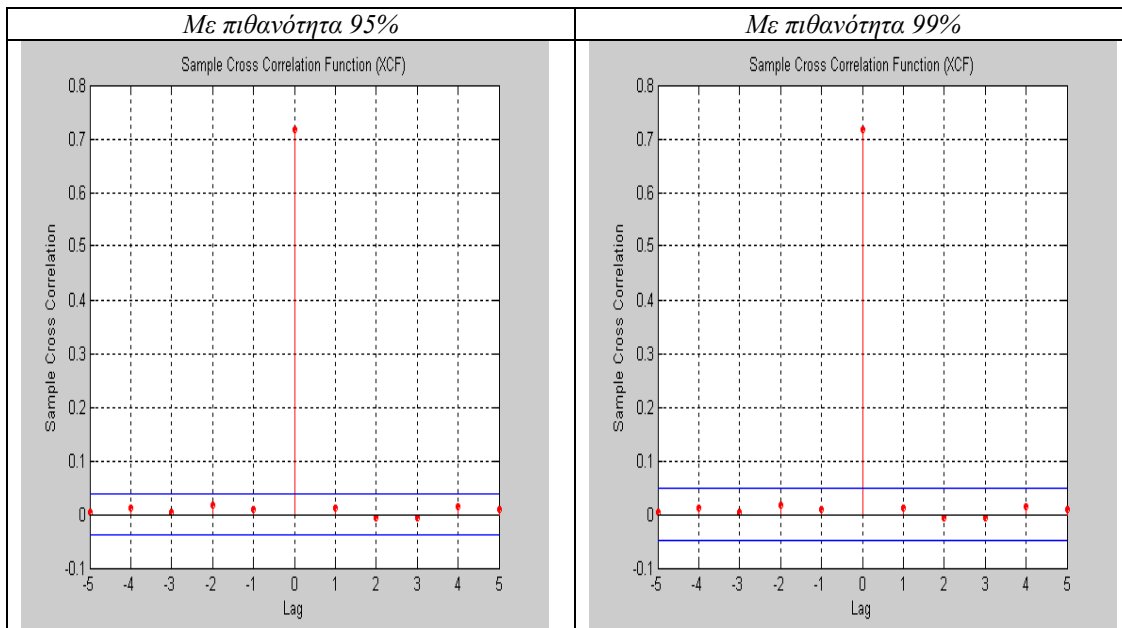 Με πιθανότητα 95%
Με πιθανότητα 99%
Sample Cross Correlation Function (XCF)
Sample Cross Correlation
0.8
0.7
0.6
0.5
0.4
0.3
0.2
0.1
0
-0.1
-5 -4 -3 -2 -1 0 1 2 3 4 5
Lag
Sample Cross Correlation Function (XCF)
Sample Cross Correlation
0.8
0.7
0.6
0.5
0.4
0.3
0.2
0.1
0
-0.1
-5 -4 -3 -2 -1 0 1 2 3 4 5
Lag